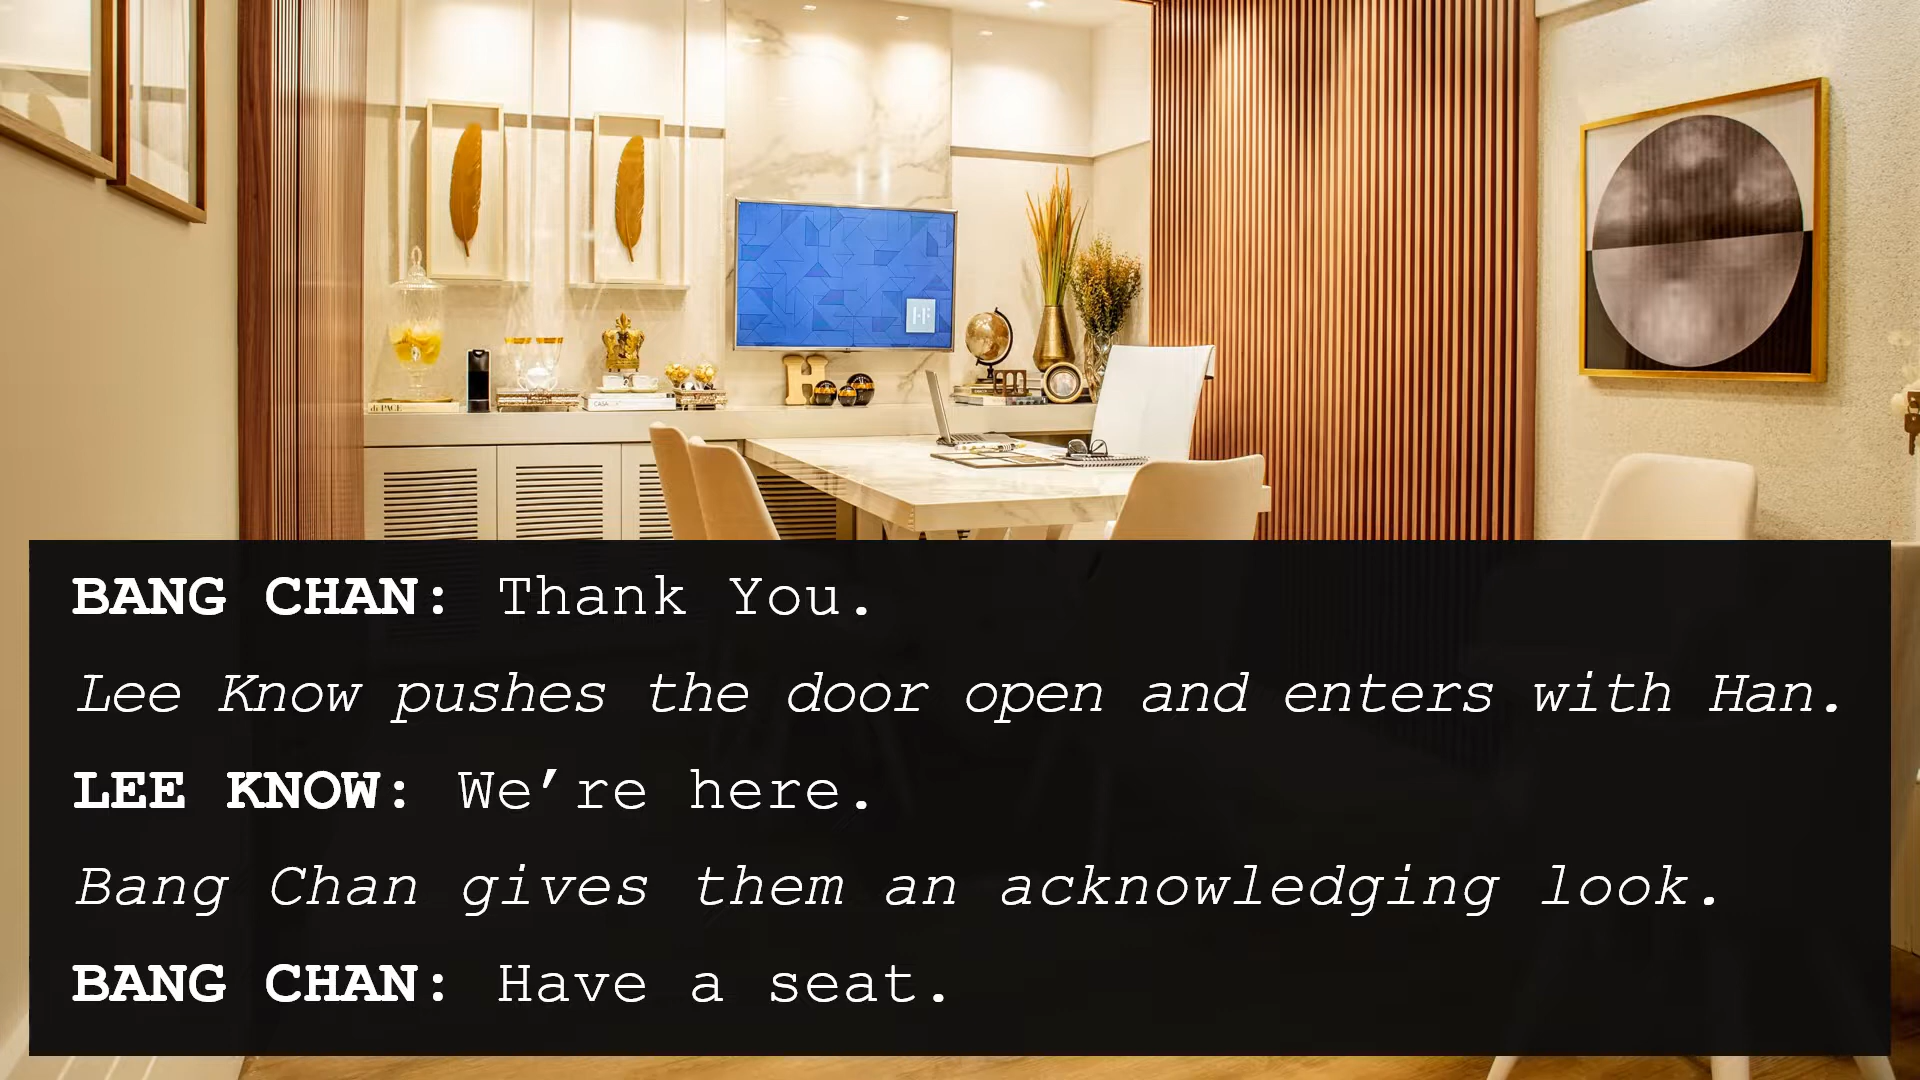 H
CASA
H
BANG CHAN: Thank You.
Lee Know pushes the door open and enters with Han.
LEE KNOW: We’re here.
Bang Chan gives them an acknowledging look.
BANG CHAN: Have a seat.